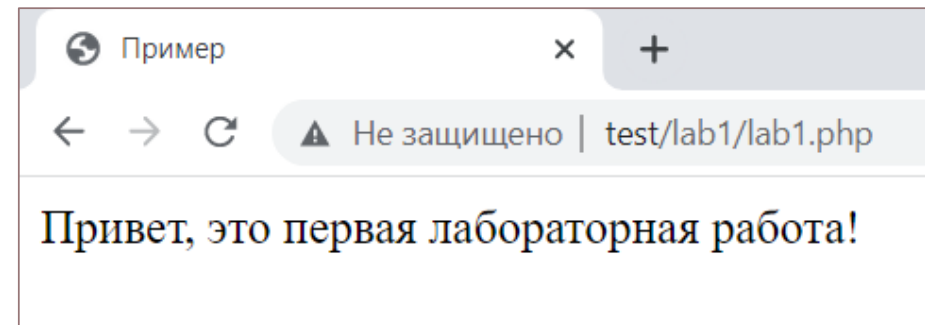 Пример
Не защищено | test/lab1/lab1.php
Привет, это первая лабораторная работа!